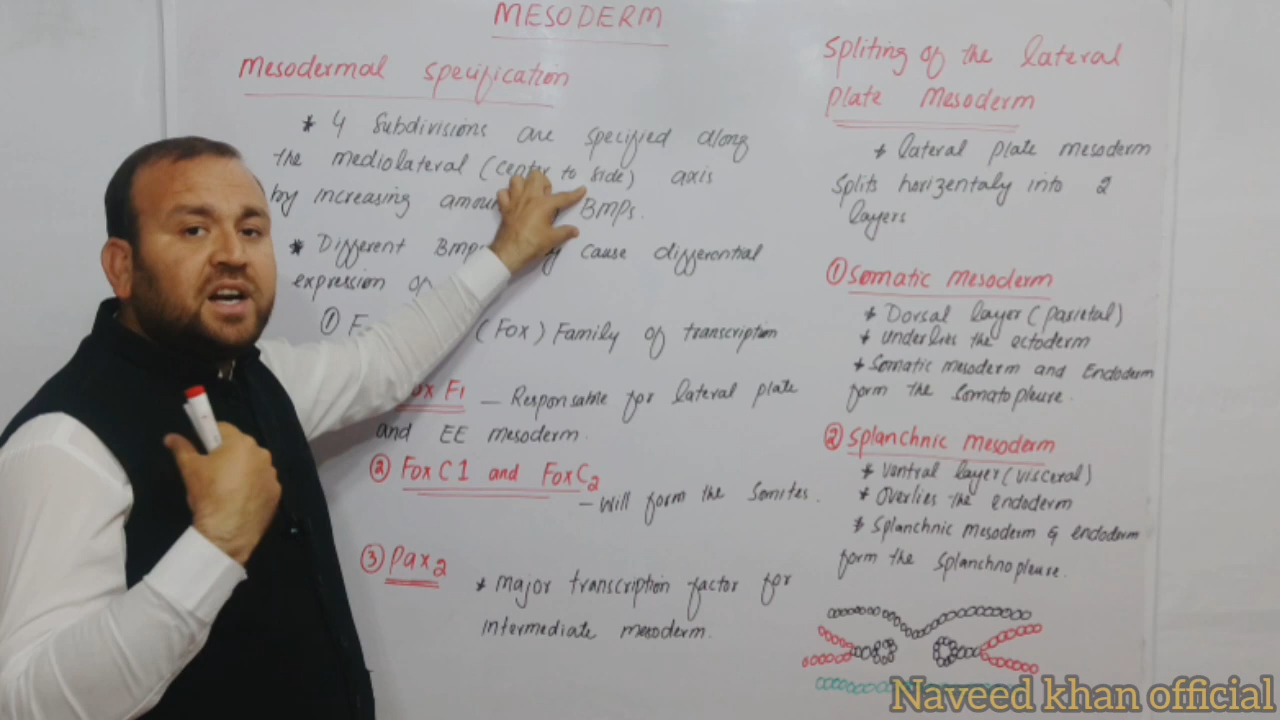 MESODERM
Mesodermal specification
* 4 Subdivisions are specified along
the mediolateral (center to side) axis
by increasing amoun BMPs.
* Different BMP cause differential
expression of
① F (Fox) Family of transcription
ox F1 — Responsable for lateral plate
and EE mesoderm.
② Fox C1 and FoxC2
— Will form the Somites.
③ Pax2
* Major transcription factor for
intermediate mesoderm.
Spliting of the lateral
plate Mesoderm
* lateral plate mesoderm
splits horizentaly into 2
layers
① Somatic mesoderm
* Dorsal layer (parietal)
* underlies the ectoderm
* Somatic mesoderm and Endoderm
form the Somatopleure.
② Splanchnic mesoderm
* Ventral layer (visceral)
* Overlies the endoderm
* Splanchnic mesoderm & endoderm
form the splanchnopleure.
Naveed khan official